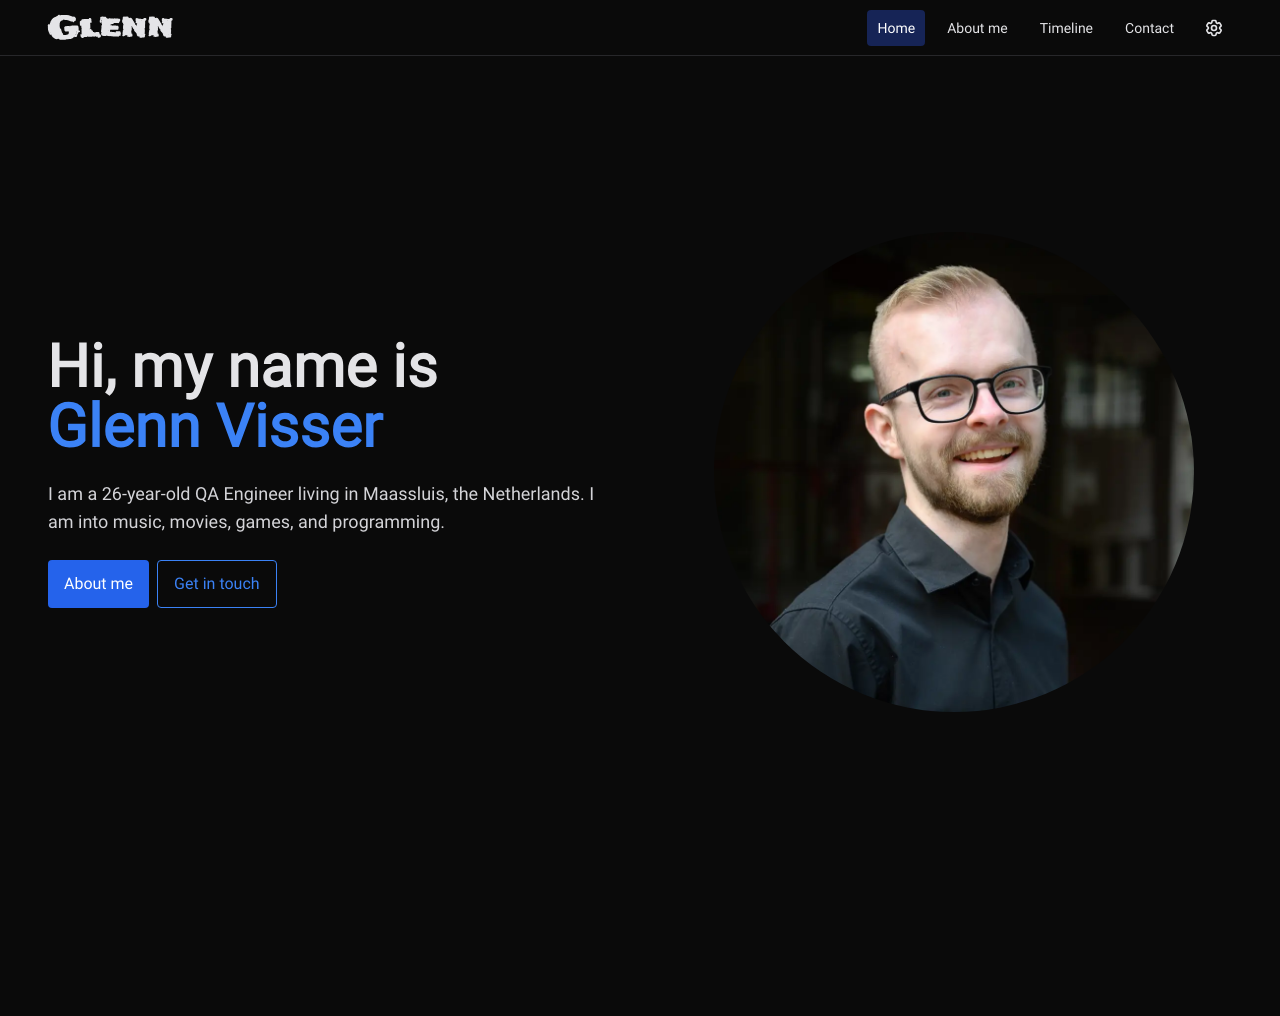 GLENN
Home
About me
Timeline
Contact
Hi, my name is
Glenn Visser
I am a 26-year-old QA Engineer living in Maassluis, the Netherlands. I
am into music, movies, games, and programming.
About me
Get in touch